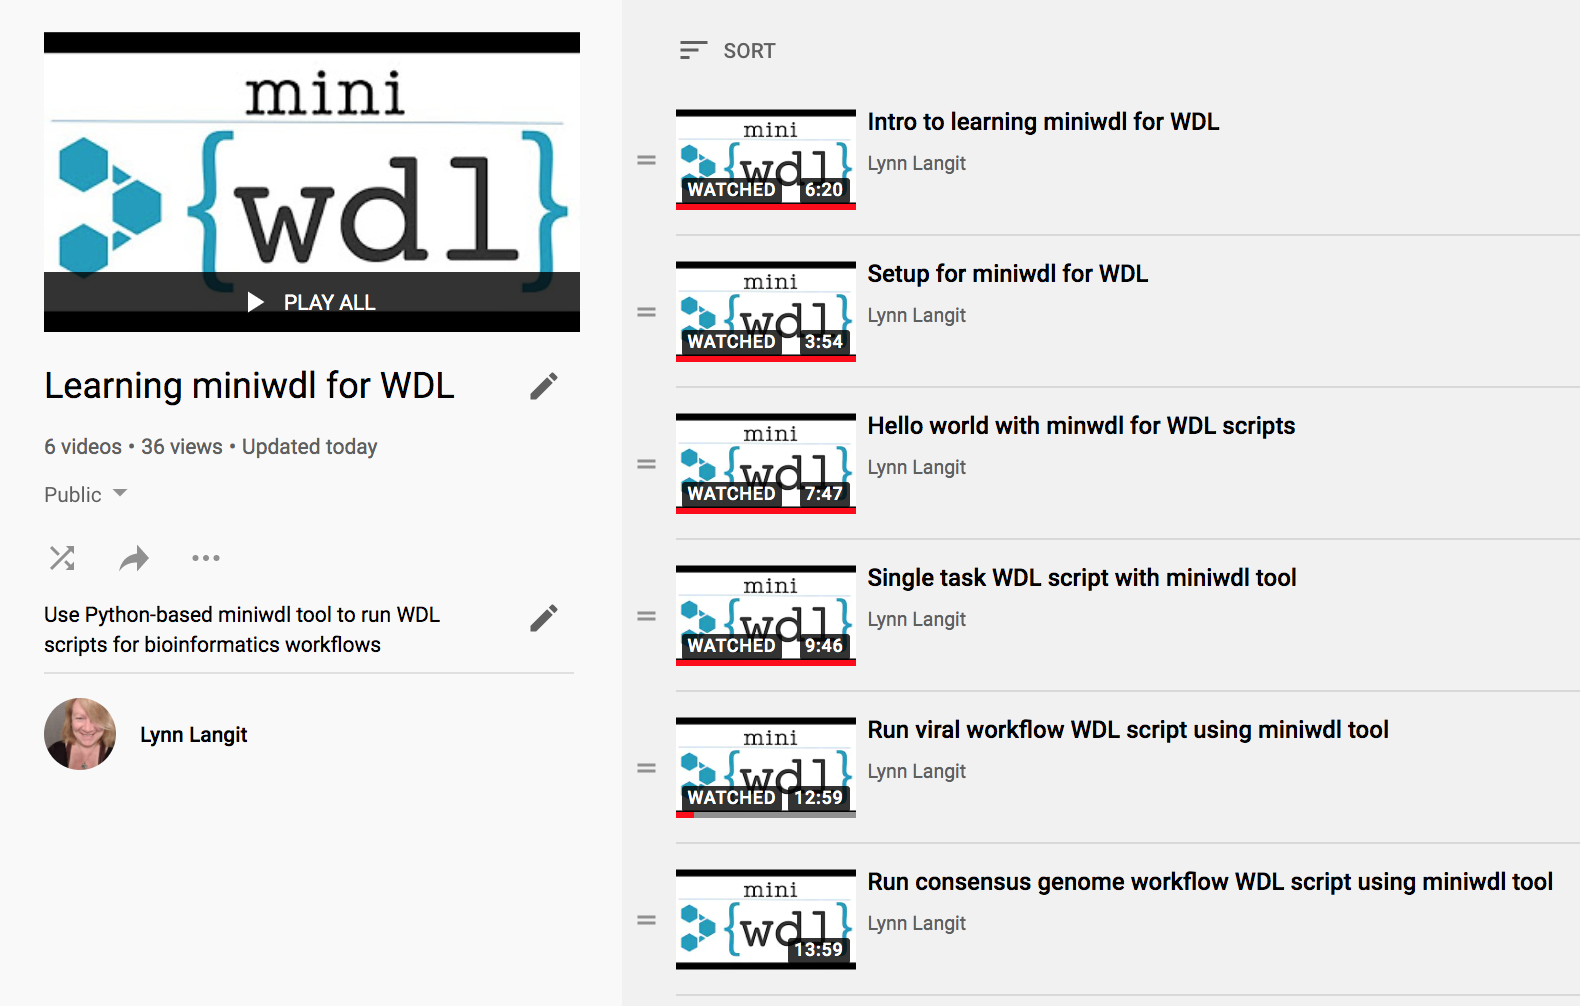 mini
{wdl}
PLAY ALL
Learning miniwdl for WDL
6 videos • 36 views • Updated today
Public
Use Python-based miniwdl tool to run WDL
scripts for bioinformatics workflows
Lynn Langit
SORT
mini
{wdl}
WATCHED 6:20
Intro to learning miniwdl for WDL
Lynn Langit
mini
{wdl}
WATCHED 3:54
Setup for miniwdl for WDL
Lynn Langit
mini
{wdl}
WATCHED 7:47
Hello world with minwdl for WDL scripts
Lynn Langit
mini
{wdl}
WATCHED 9:46
Single task WDL script with miniwdl tool
Lynn Langit
mini
{wdl}
WATCHED 12:59
Run viral workflow WDL script using miniwdl tool
Lynn Langit
mini
{wdl}
13:59
Run consensus genome workflow WDL script using miniwdl tool
Lynn Langit